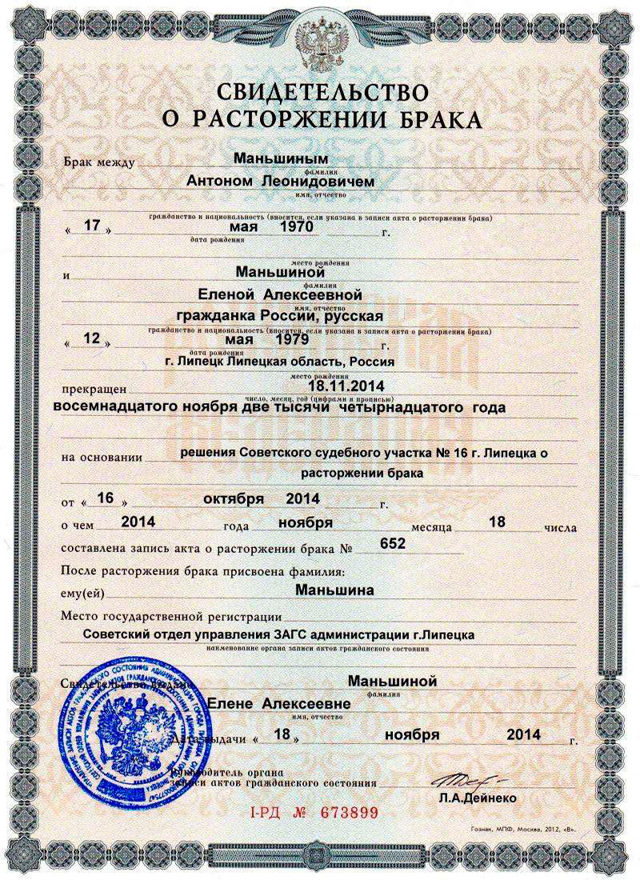 СВИДЕТЕЛЬСТВО
О РАСТОРЖЕНИИ БРАКА
Брак между Маньшиным
фамилия
Антоном Леонидовичем
имя, отчество
гражданство и национальность (вносится, если указана в записи акта о расторжении брака)
« 17 » мая 1970 г.
дата рождения
место рождения
и Маньшиной
фамилия
Еленой Алексеевной
имя, отчество
гражданка России, русская
гражданство и национальность (вносится, если указана в записи акта о расторжении брака)
« 12 » мая 1979 г.
дата рождения
г. Липецк Липецкая область, Россия
место рождения
прекращен 18.11.2014
число, месяц, год (цифрами и прописью)
восемнадцатого ноября две тысячи четырнадцатого года
на основании решения Советского судебного участка № 16 г. Липецка о
расторжении брака
от « 16 » октября 2014 г.
о чем 2014 года ноября месяца 18 числа
составлена запись акта о расторжении брака № 652
После расторжения брака присвоена фамилия:
ему(ей) Маньшина
Место государственной регистрации
Советский отдел управления ЗАГС администрации г.Липецка
наименование органа записи актов гражданского состояния
Свидетельство выдано Маньшиной
фамилия
Елене Алексеевне
имя, отчество
Дата выдачи « 18 » ноября 2014 г.
Руководитель органа
записи актов гражданского состояния
Л.А.Дейнеко
I-РД № 673899
Гознак, МПФ, Москва, 2012, «В».